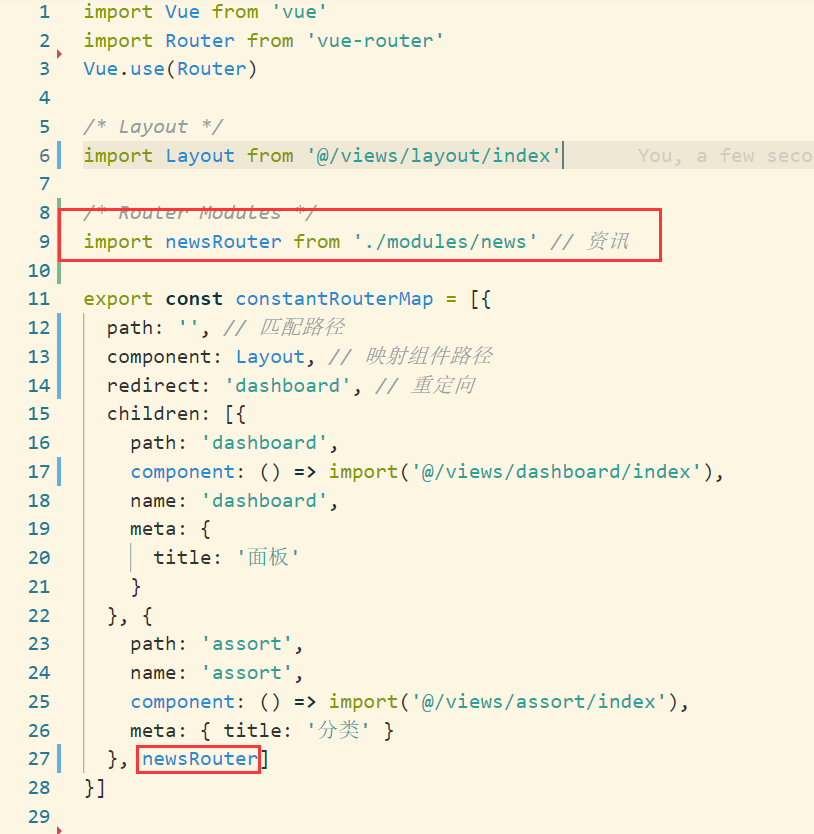 1 import Vue from 'vue'
2 import Router from 'vue-router'
3 Vue.use(Router)
4
5 /* Layout */
6 import Layout from '@/views/layout/index' You, a few seco
7
8 /* Router Modules */
9 import newsRouter from './modules/news' // 资讯
10
11 export const constantRouterMap = [{
12 path: '', // 匹配路径
13 component: Layout, // 映射组件路径
14 redirect: 'dashboard', // 重定向
15 children: [{
16 path: 'dashboard',
17 component: () => import('@/views/dashboard/index'),
18 name: 'dashboard',
19 meta: {
20 title: '面板'
21 }
22 }, {
23 path: 'assort',
24 name: 'assort',
25 component: () => import('@/views/assort/index'),
26 meta: { title: '分类' }
27 }, newsRouter]
28 }]
29